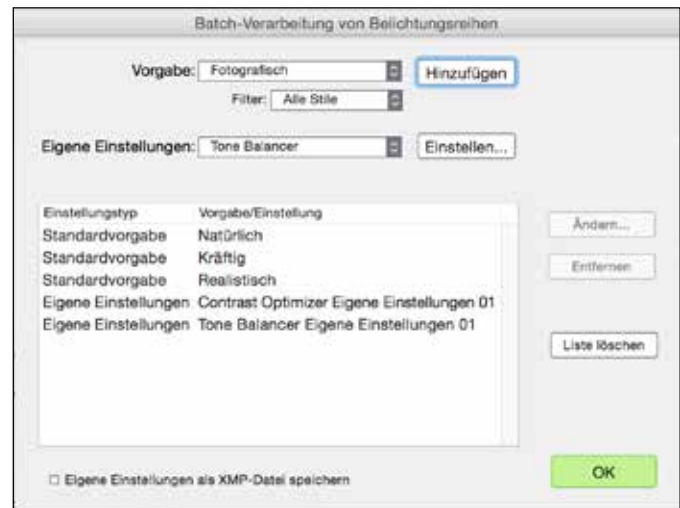 Batch-Verarbeitung von Belichtungsreihen
Vorgabe: Fotografisch Hinzufügen
Filter: Alle Stile
Eigene Einstellungen: Tone Balancer Einstellen...
Einstellungstyp Vorgabe/Einstellung
Standardvorgabe Natürlich
Standardvorgabe Kräftig
Standardvorgabe Realistisch
Eigene Einstellungen Contrast Optimizer Eigene Einstellungen 01
Eigene Einstellungen Tone Balancer Eigene Einstellungen 01
Ändern...
Entfernen
Liste löschen
Eigene Einstellungen als XMP-Datei speichern
OK